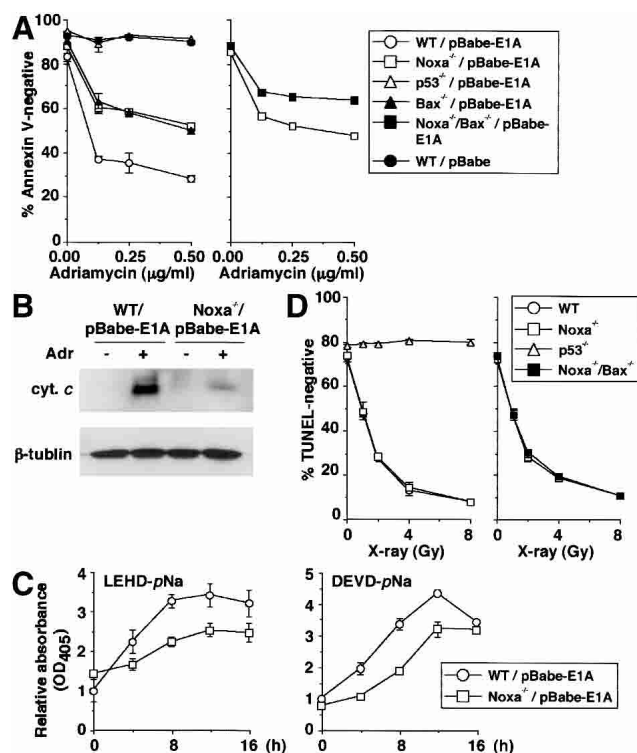 A
% Annexin V-negative
100
80
60
40
20
0
0.00 0.25 0.50
Adriamycin (μg/ml)
0.00 0.25 0.50
Adriamycin (μg/ml)
WT / pBabe-E1A
Noxa-/- / pBabe-E1A
p53-/- / pBabe-E1A
Bax-/- / pBabe-E1A
Noxa-/-/Bax-/- / pBabe-
E1A
WT / pBabe
B
WT/
pBabe-E1A
Noxa-/-/
pBabe-E1A
Adr - + - +
cyt. c
β-tublin
D
% TUNEL-negative
100
80
60
40
20
0
0 2 4 6 8
X-ray (Gy)
0 2 4 6 8
X-ray (Gy)
WT
Noxa-/-
p53-/-
Noxa-/-/Bax-/-
C
Relative absorbance
(OD405)
LEHD-pNa
4
3
2
1
0
0 8 16 (h)
DEVD-pNa
5
4
3
2
1
0
0 8 16 (h)
WT / pBabe-E1A
Noxa-/- / pBabe-E1A